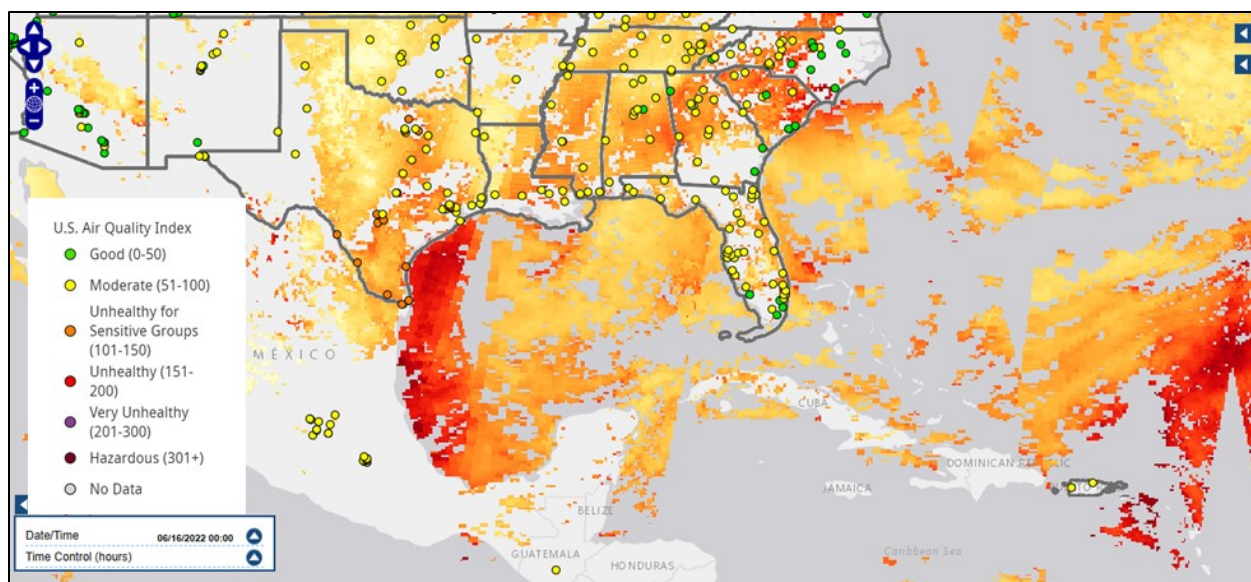 U.S. Air Quality Index
Good (0-50)
Moderate (51-100)
Unhealthy for
Sensitive Groups
(101-150)
Unhealthy (151-
200)
Very Unhealthy
(201-300)
Hazardous (301+)
No Data
Date/Time 06/16/2022 00:00
Time Control (hours)
MÉXICO
CUBA
DOMINICAN REPUBLIC
JAMAICA
BELIZE
GUATEMALA
HONDURAS
Caribbean Sea